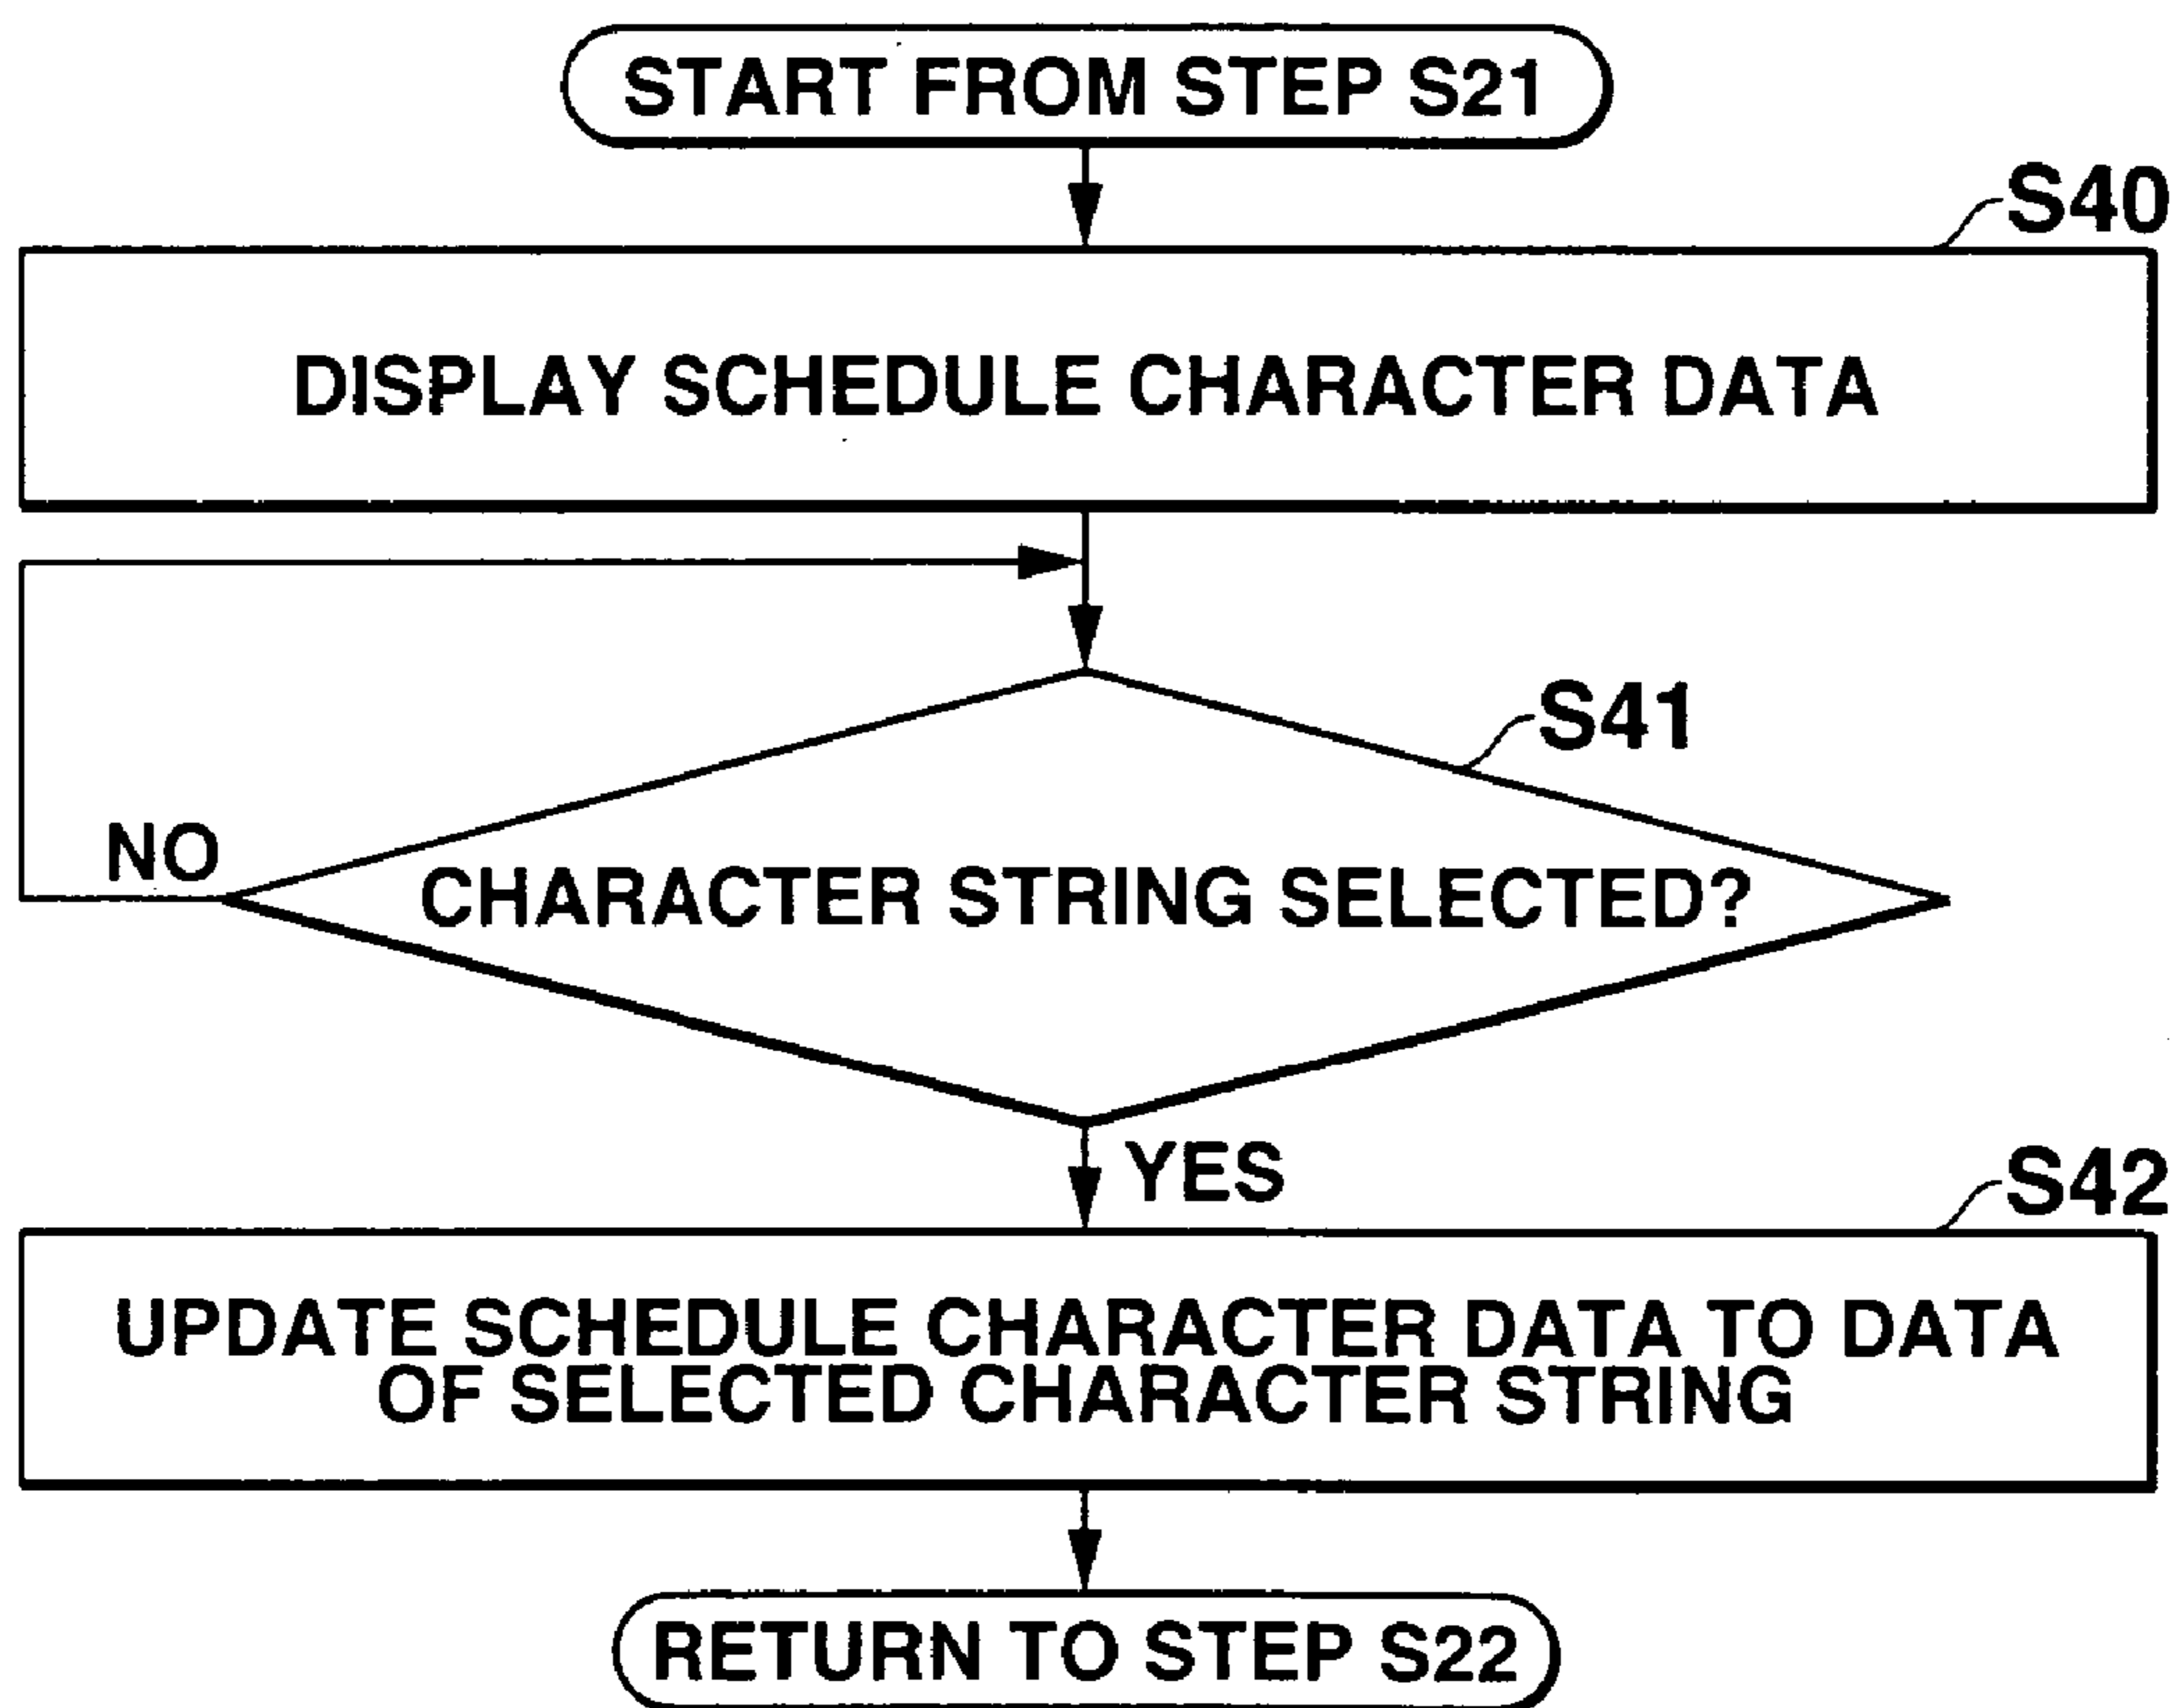 START FROM STEP S21
S40
DISPLAY SCHEDULE CHARACTER DATA
S41
NO
CHARACTER STRING SELECTED?
YES
S42
UPDATE SCHEDULE CHARACTER DATA TO DATA
OF SELECTED CHARACTER STRING
RETURN TO STEP S22